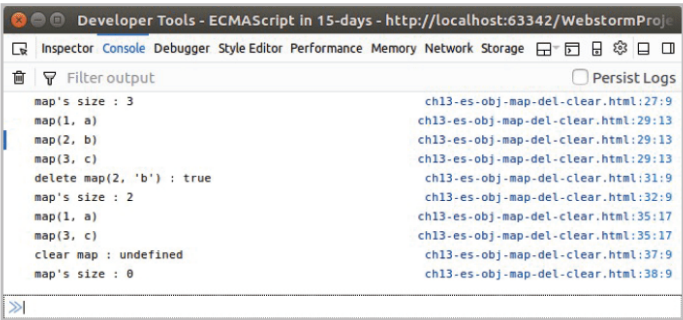 Developer Tools - ECMAScript in 15-days - http://localhost:63342/WebstormProje
Inspector Console Debugger Style Editor Performance Memory Network Storage
Filter output Persist Logs
map's size : 3 ch13-es-obj-map-del-clear.html:27:9
map(1, a) ch13-es-obj-map-del-clear.html:29:13
map(2, b) ch13-es-obj-map-del-clear.html:29:13
map(3, c) ch13-es-obj-map-del-clear.html:29:13
delete map(2, 'b') : true ch13-es-obj-map-del-clear.html:31:9
map's size : 2 ch13-es-obj-map-del-clear.html:32:9
map(1, a) ch13-es-obj-map-del-clear.html:35:17
map(3, c) ch13-es-obj-map-del-clear.html:35:17
clear map : undefined ch13-es-obj-map-del-clear.html:37:9
map's size : 0 ch13-es-obj-map-del-clear.html:38:9